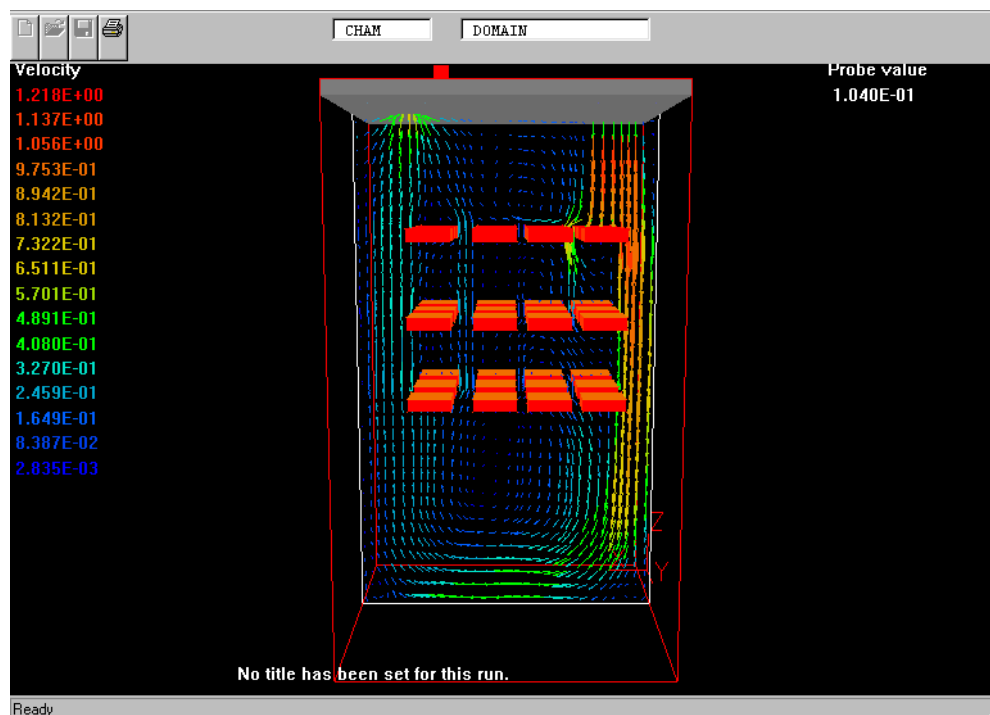 CHAM DOMAIN
Velocity
Probe value
1.218E+00
1.040E-01
1.137E+00
1.056E+00
9.753E-01
8.942E-01
8.132E-01
7.322E-01
6.511E-01
5.701E-01
4.891E-01
4.080E-01
3.270E-01
2.459E-01
1.649E-01
8.387E-02
2.835E-03
Z
Y
No title has been set for this run.
Ready